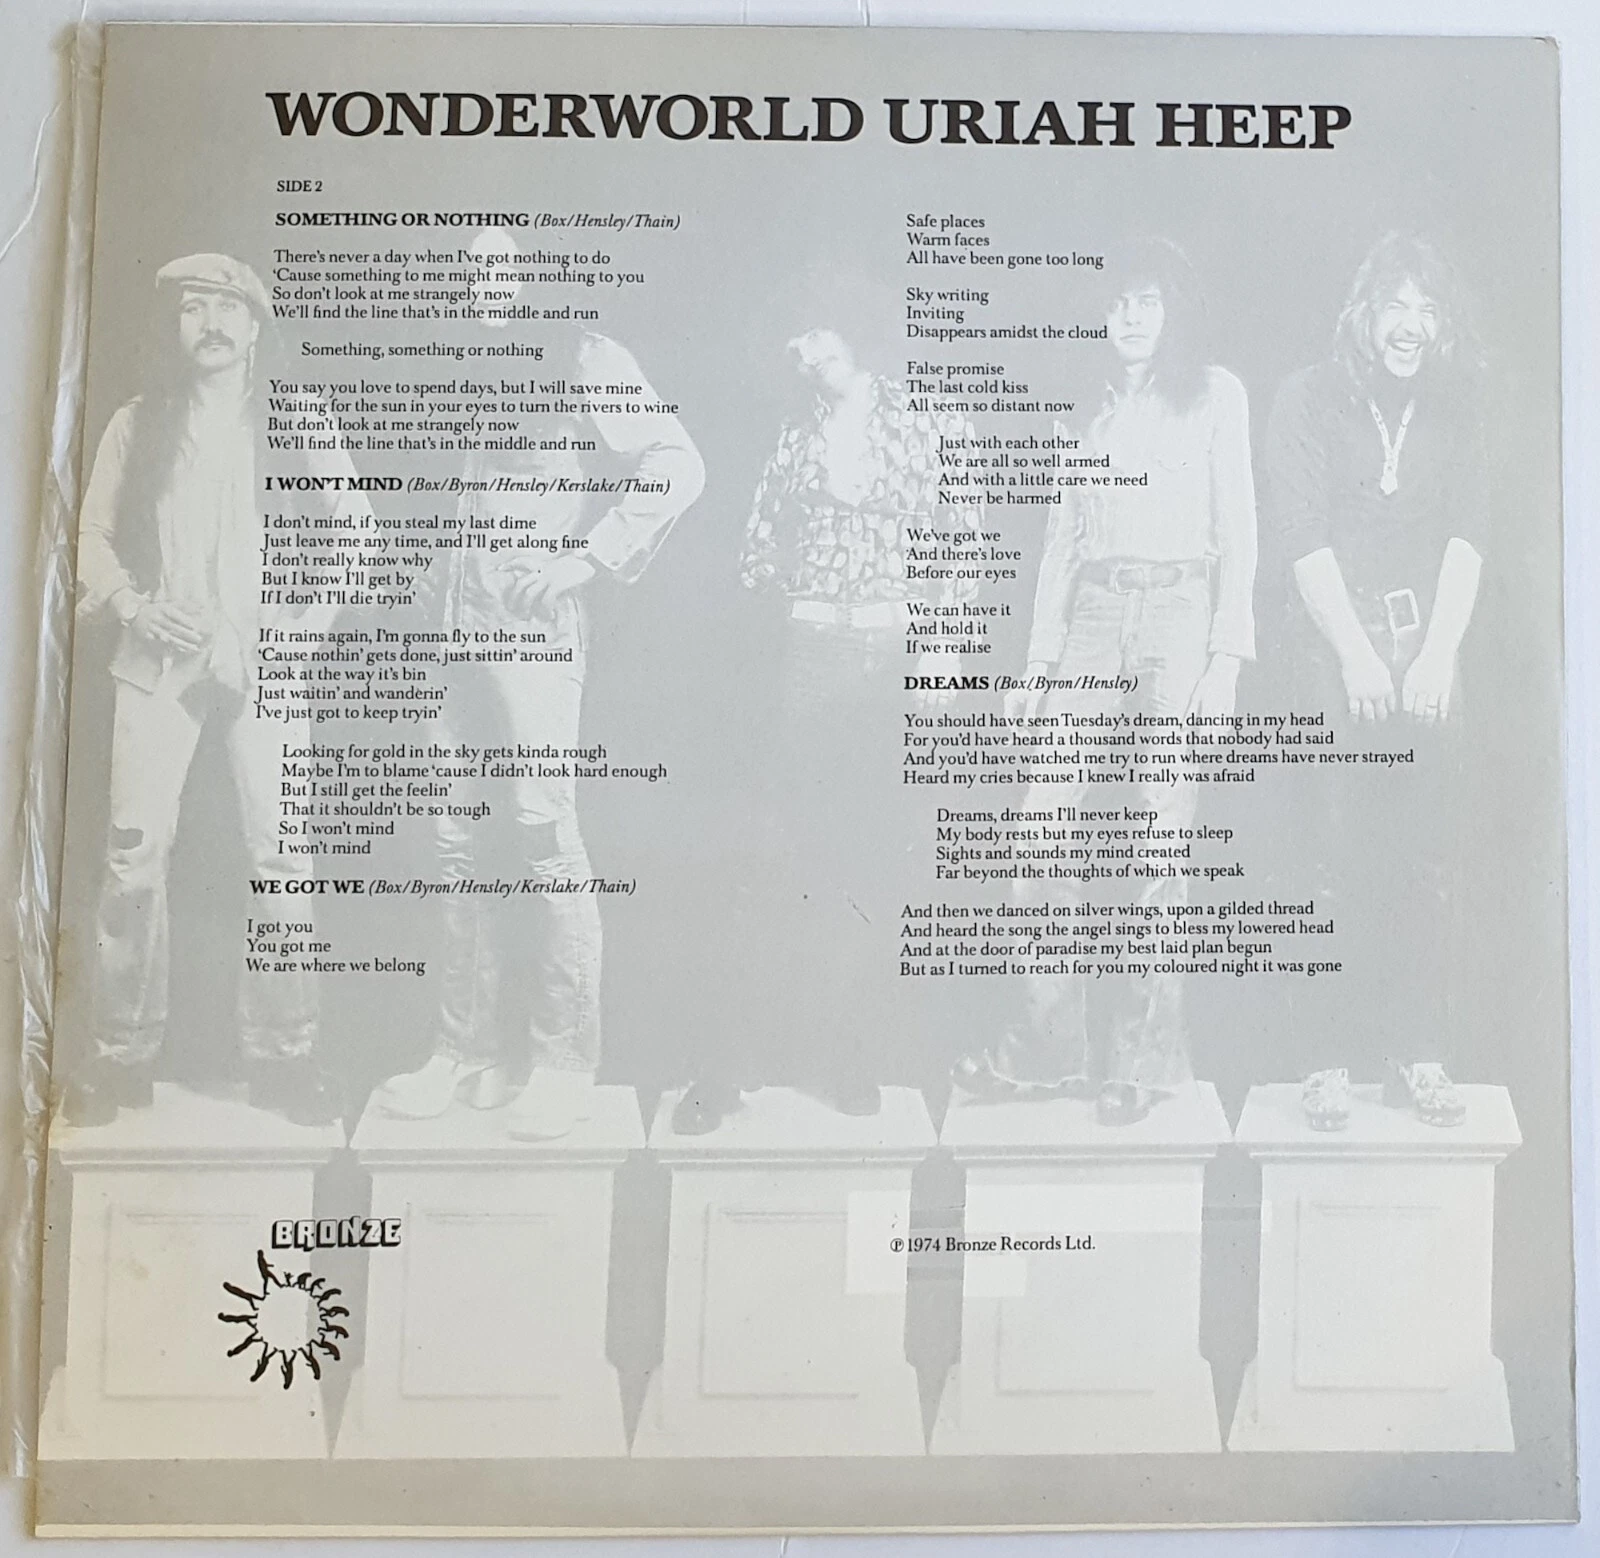 WONDERWORLD URIAH HEEP
SIDE 2
SOMETHING OR NOTHING (Box/Hensley/Thain)
There's never a day when I've got nothing to do
'Cause something to me might mean nothing to you
So don't look at me strangely now
We'll find the line that's in the middle and run
Something, something or nothing
You say you love to spend days, but I will save mine
Waiting for the sun in your eyes to turn the rivers to wine
But don't look at me strangely now
We'll find the line that's in the middle and run
I WON'T MIND (Box/Byron/Hensley/Kerslake/Thain)
I don't mind, if you steal my last dime
Just leave me any time, and I'll get along fine
I don't really know why
But I know I'll get by
If I don't I'll die tryin'
If it rains again, I'm gonna fly to the sun
'Cause nothin' gets done, just sittin' around
Look at the way it's bin
Just waitin' and wanderin'
I've just got to keep tryin'
Looking for gold in the sky gets kinda rough
Maybe I'm to blame 'cause I didn't look hard enough
But I still get the feelin'
That it shouldn't be so tough
So I won't mind
I won't mind
WE GOT WE (Box/Byron/Hensley/Kerslake/Thain)
I got you
You got me
We are where we belong
Safe places
Warm faces
All have been gone too long
Sky writing
Inviting
Disappears amidst the cloud
False promise
The last cold kiss
All seem so distant now
Just with each other
We are all so well armed
And with a little care we need
Never be harmed
We've got we
And there's love
Before our eyes
We can have it
And hold it
If we realise
DREAMS (Box/Byron/Hensley)
You should have seen Tuesday's dream, dancing in my head
For you'd have heard a thousand words that nobody had said
And you'd have watched me try to run where dreams have never strayed
Heard my cries because I knew I really was afraid
Dreams, dreams I'll never keep
My body rests but my eyes refuse to sleep
Sights and sounds my mind created
Far beyond the thoughts of which we speak
And then we danced on silver wings, upon a gilded thread
And heard the song the angel sings to bless my lowered head
And at the door of paradise my best laid plan begun
But as I turned to reach for you my coloured night it was gone
BRONZE
℗ 1974 Bronze Records Ltd.